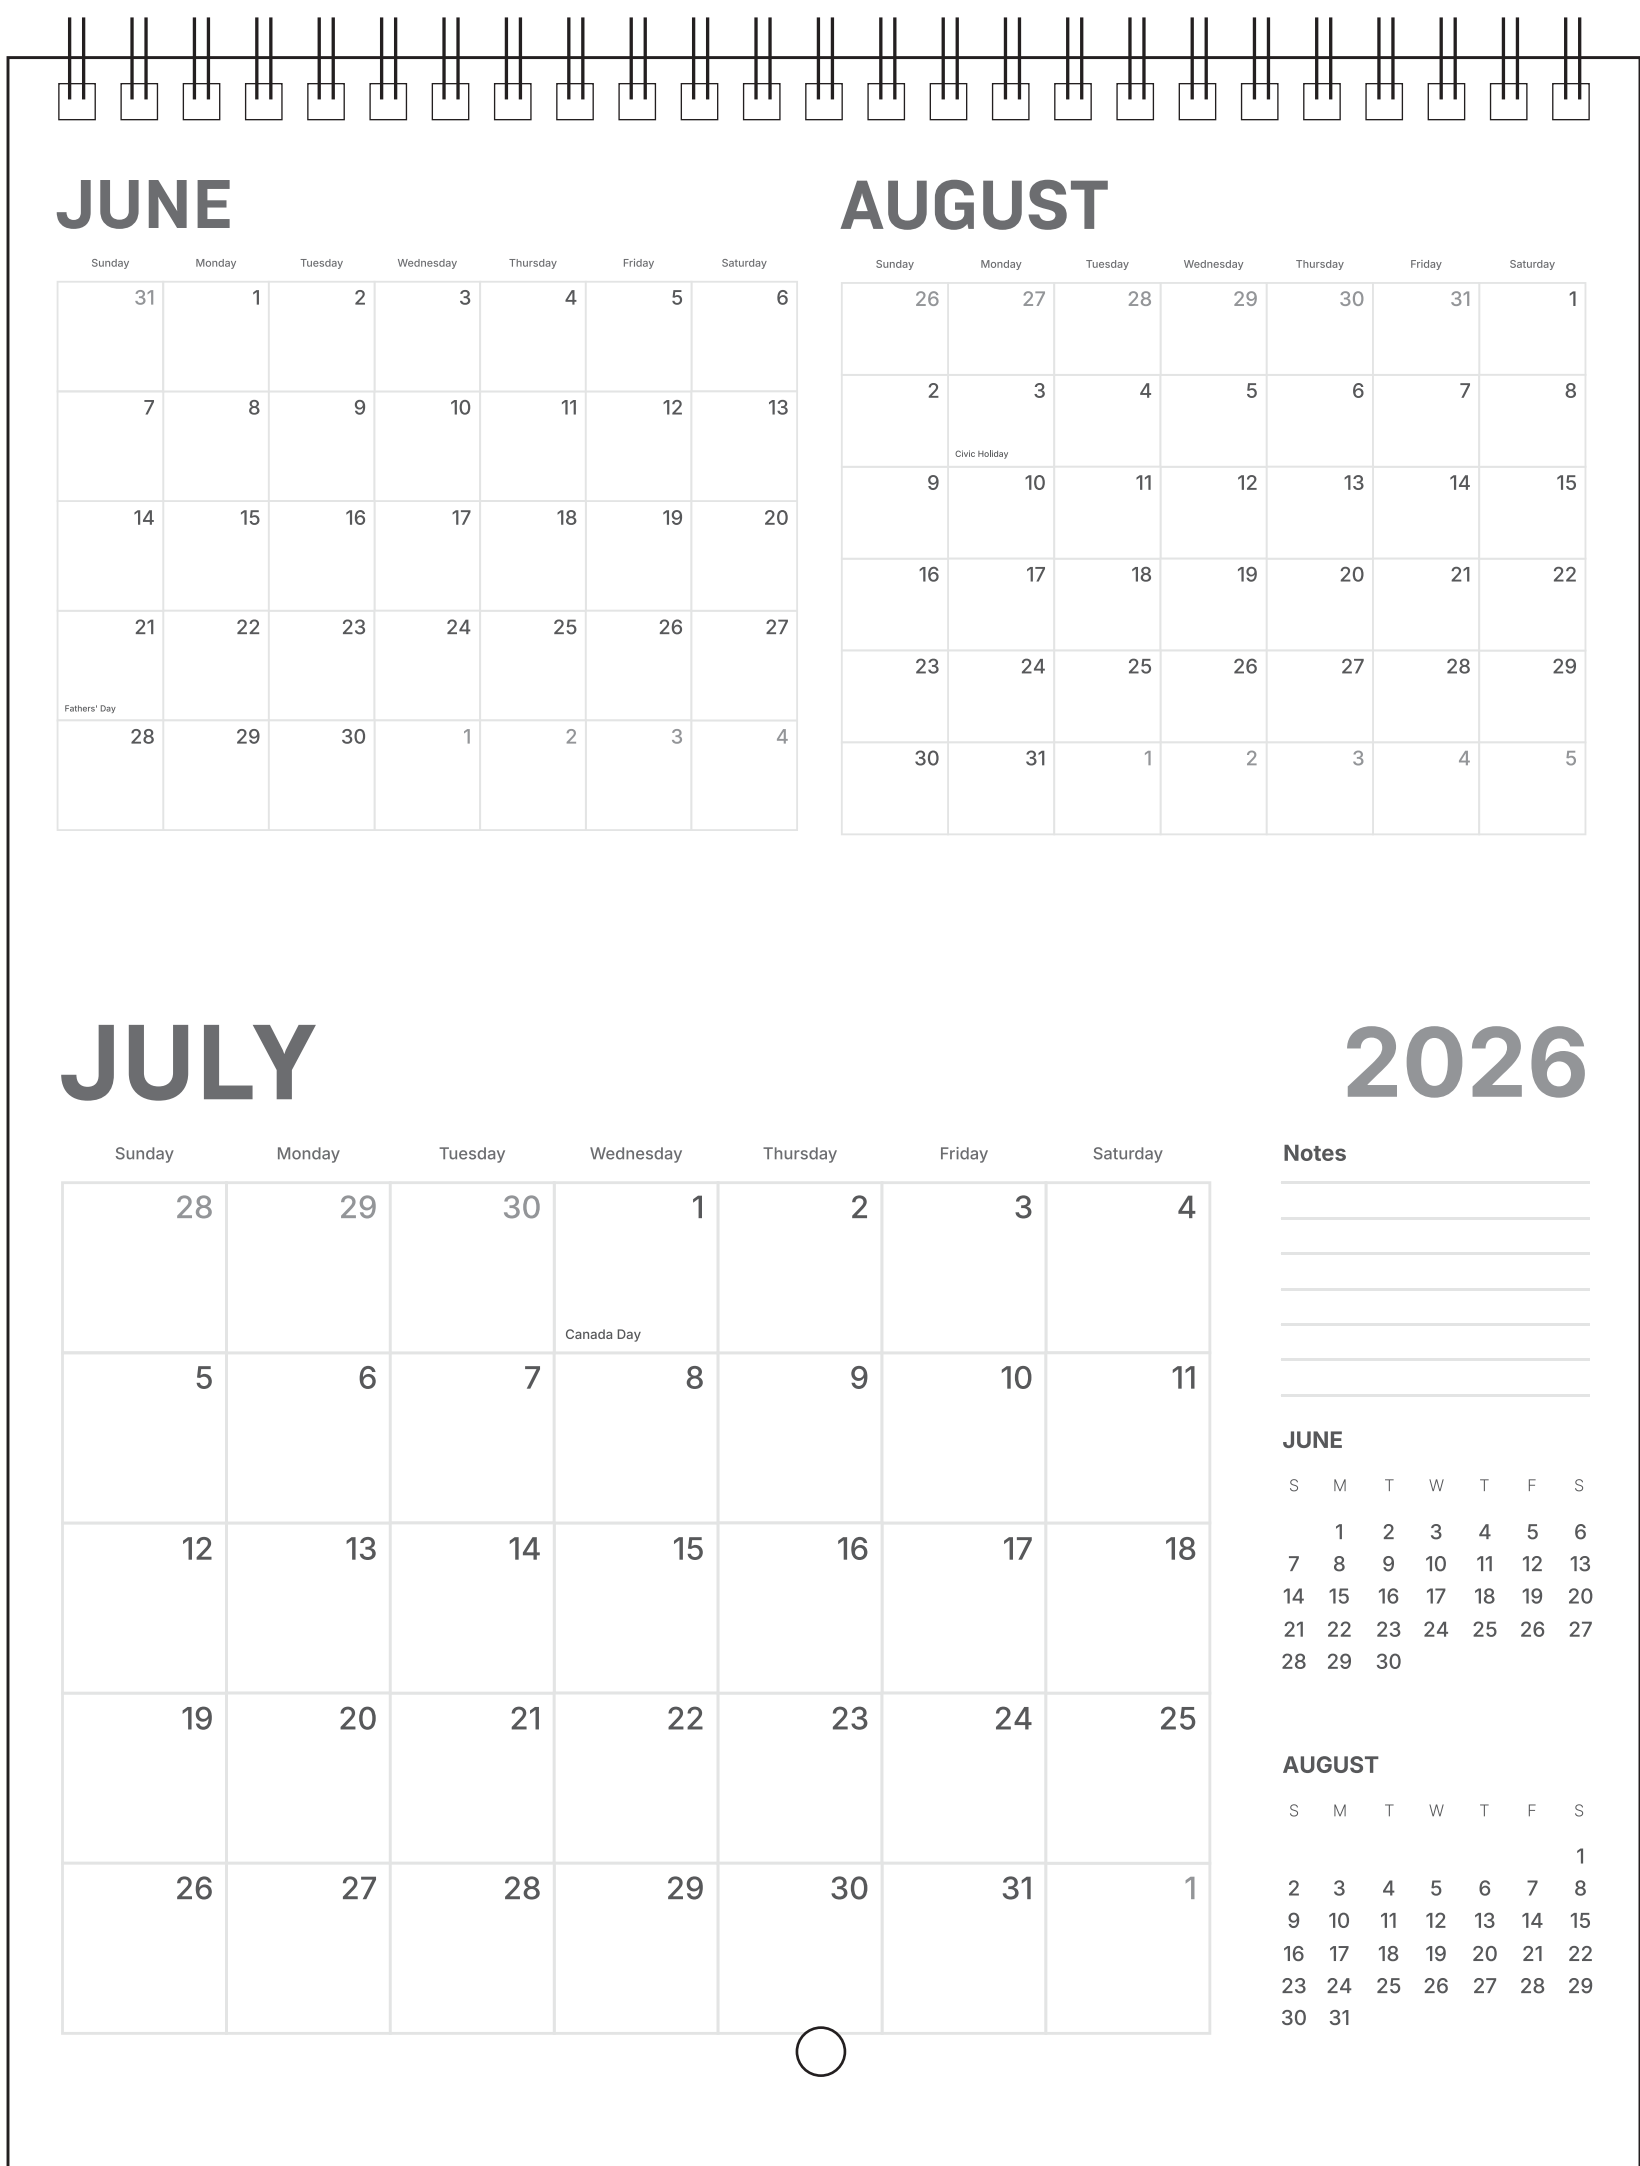 JUNE
Sunday Monday Tuesday Wednesday Thursday Friday Saturday
31 1 2 3 4 5 6
7 8 9 10 11 12 13
14 15 16 17 18 19 20
21 22 23 24 25 26 27
Fathers' Day
28 29 30 1 2 3 4
AUGUST
Sunday Monday Tuesday Wednesday Thursday Friday Saturday
26 27 28 29 30 31 1
2 3 4 5 6 7 8
Civic Holiday
9 10 11 12 13 14 15
16 17 18 19 20 21 22
23 24 25 26 27 28 29
30 31 1 2 3 4 5
JULY 2026
Sunday Monday Tuesday Wednesday Thursday Friday Saturday
28 29 30 1 2 3 4
Canada Day
5 6 7 8 9 10 11
12 13 14 15 16 17 18
19 20 21 22 23 24 25
26 27 28 29 30 31 1
Notes
JUNE
S M T W T F S
1 2 3 4 5 6
7 8 9 10 11 12 13
14 15 16 17 18 19 20
21 22 23 24 25 26 27
28 29 30
AUGUST
S M T W T F S
1
2 3 4 5 6 7 8
9 10 11 12 13 14 15
16 17 18 19 20 21 22
23 24 25 26 27 28 29
30 31